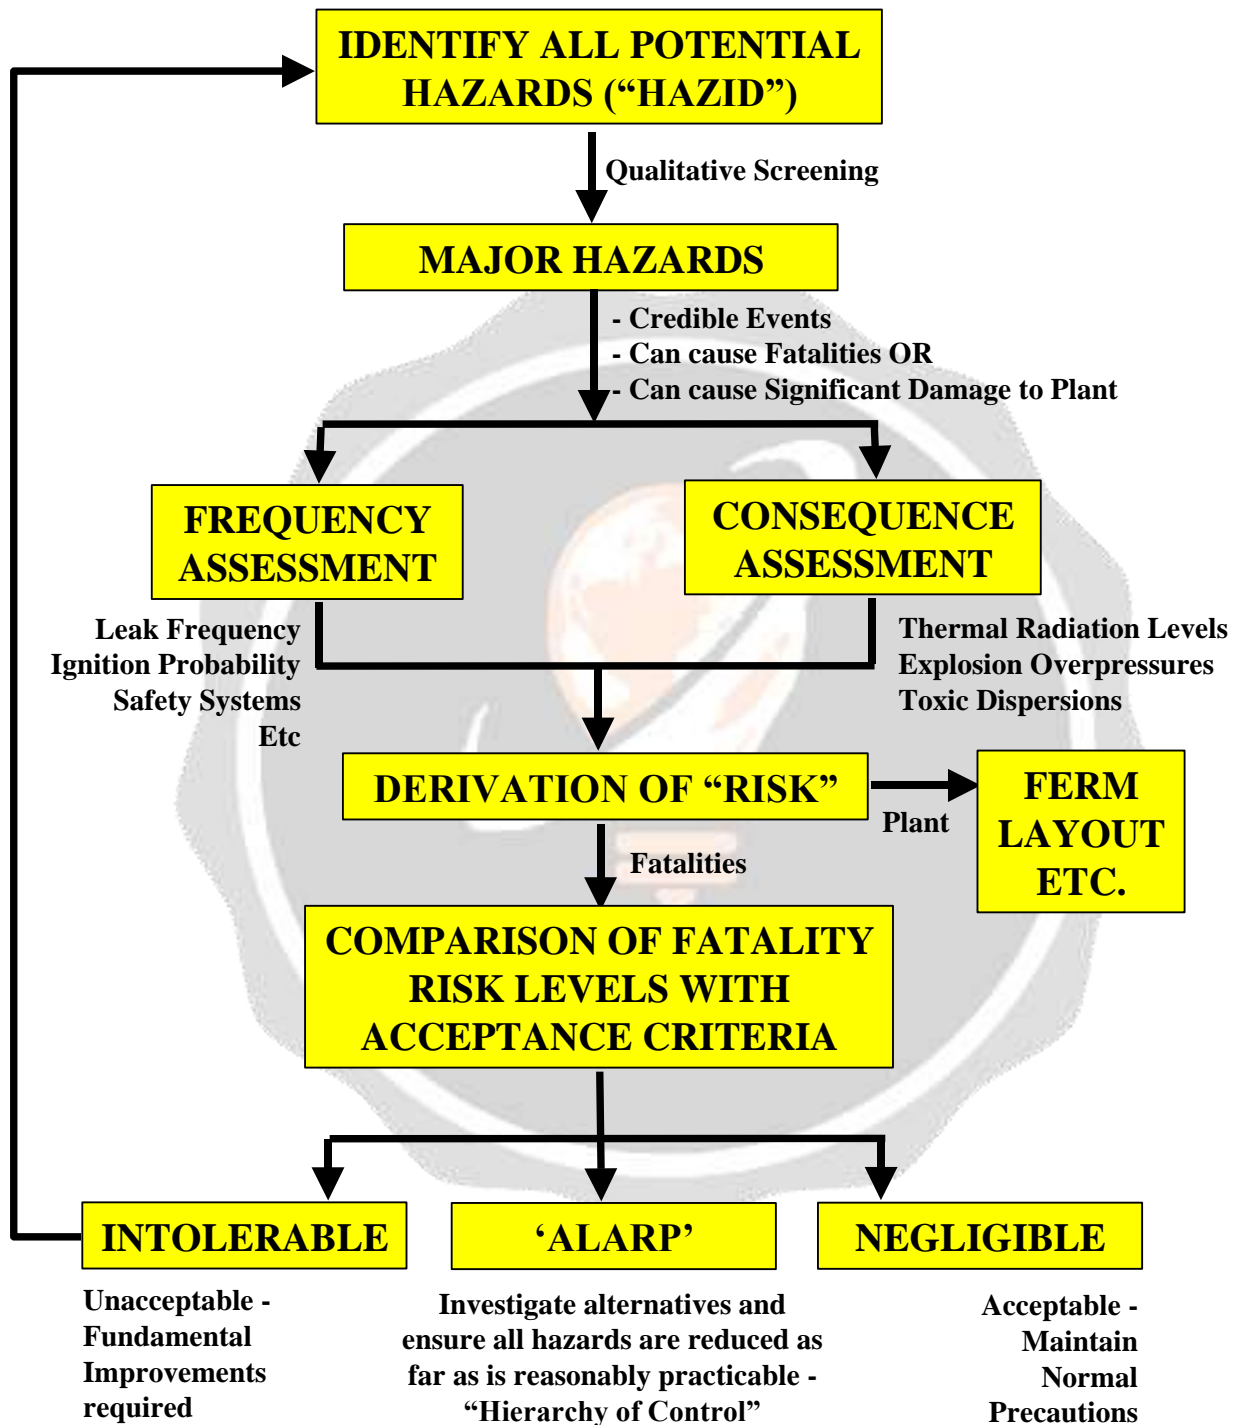 IDENTIFY ALL POTENTIAL
HAZARDS (“HAZID”)
Qualitative Screening
MAJOR HAZARDS
- Credible Events
- Can cause Fatalities OR
- Can cause Significant Damage to Plant
FREQUENCY
ASSESSMENT
CONSEQUENCE
ASSESSMENT
Leak Frequency
Ignition Probability
Safety Systems
Etc
Thermal Radiation Levels
Explosion Overpressures
Toxic Dispersions
DERIVATION OF “RISK”
Plant
FERM
LAYOUT
ETC.
Fatalities
COMPARISON OF FATALITY
RISK LEVELS WITH
ACCEPTANCE CRITERIA
INTOLERABLE
‘ALARP’
NEGLIGIBLE
Unacceptable -
Fundamental
Improvements
required
Investigate alternatives and
ensure all hazards are reduced as
far as is reasonably practicable -
“Hierarchy of Control”
Acceptable -
Maintain
Normal
Precautions